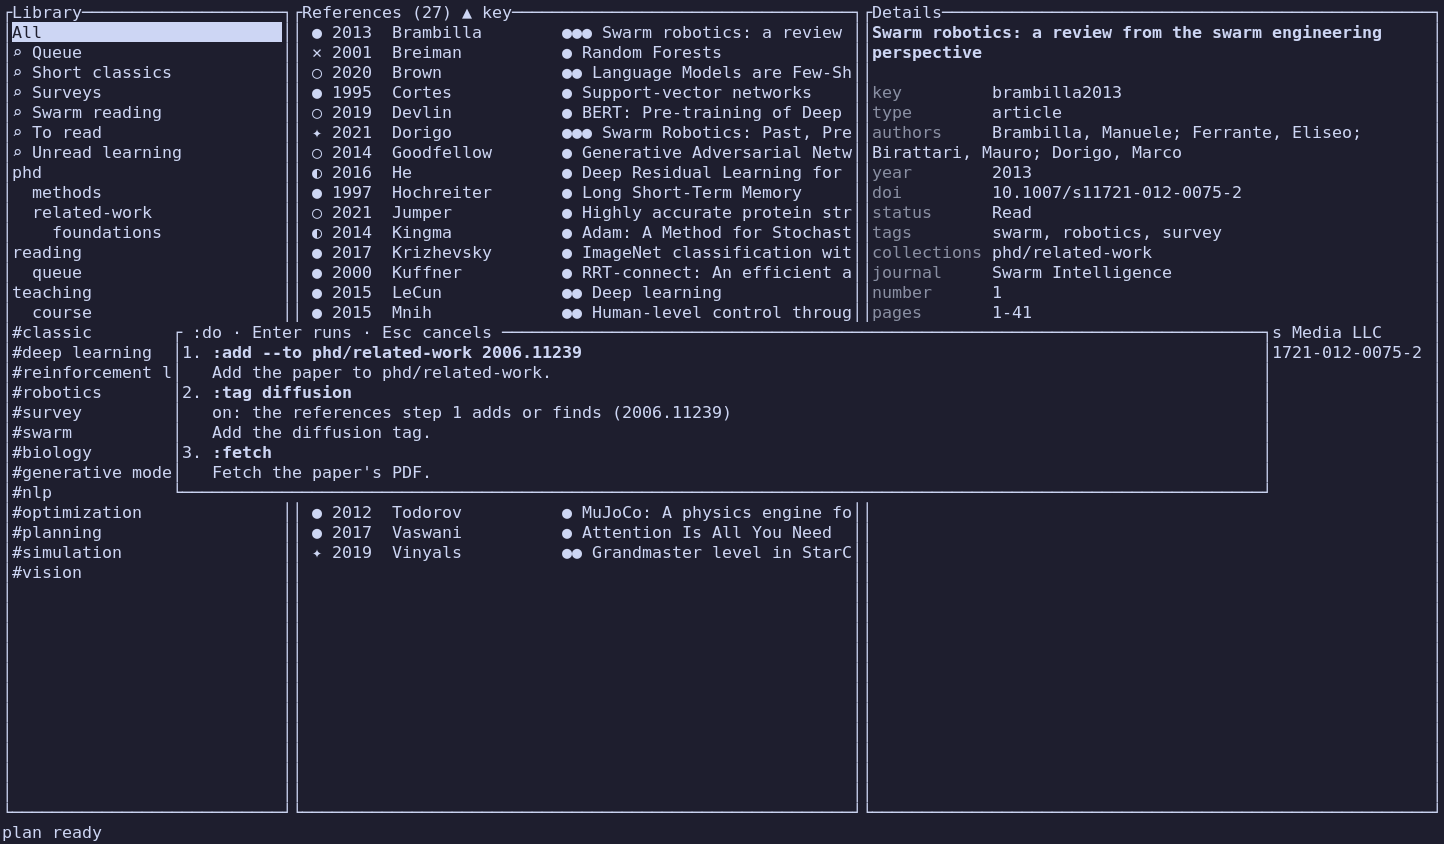 Library
All
⌕ Queue
⌕ Short classics
⌕ Surveys
⌕ Swarm reading
⌕ To read
⌕ Unread learning
phd
methods
related-work
foundations
reading
queue
teaching
course
#classic
#deep learning
#reinforcement l
#robotics
#survey
#swarm
#biology
#generative mode
#nlp
#optimization
#planning
#simulation
#vision
References (27) ▲ key
● 2013 Brambilla ●●● Swarm robotics: a review
× 2001 Breiman ● Random Forests
○ 2020 Brown ●● Language Models are Few-Sh
● 1995 Cortes ● Support-vector networks
○ 2019 Devlin ● BERT: Pre-training of Deep
✦ 2021 Dorigo ●●● Swarm Robotics: Past, Pre
○ 2014 Goodfellow ● Generative Adversarial Netw
◐ 2016 He ● Deep Residual Learning for
● 1997 Hochreiter ● Long Short-Term Memory
○ 2021 Jumper ● Highly accurate protein str
◐ 2014 Kingma ● Adam: A Method for Stochast
● 2017 Krizhevsky ● ImageNet classification wit
● 2000 Kuffner ● RRT-connect: An efficient a
● 2015 LeCun ●● Deep learning
● 2015 Mnih ●● Human-level control throug
● 2012 Todorov ● MuJoCo: A physics engine fo
● 2017 Vaswani ● Attention Is All You Need
✦ 2019 Vinyals ●● Grandmaster level in StarC
Details
Swarm robotics: a review from the swarm engineering
perspective
key brambilla2013
type article
authors Brambilla, Manuele; Ferrante, Eliseo;
Birattari, Mauro; Dorigo, Marco
year 2013
doi 10.1007/s11721-012-0075-2
status Read
tags swarm, robotics, survey
collections phd/related-work
journal Swarm Intelligence
number 1
pages 1-41
s Media LLC
1721-012-0075-2
:do · Enter runs · Esc cancels
1. :add --to phd/related-work 2006.11239
Add the paper to phd/related-work.
2. :tag diffusion
on: the references step 1 adds or finds (2006.11239)
Add the diffusion tag.
3. :fetch
Fetch the paper's PDF.
plan ready